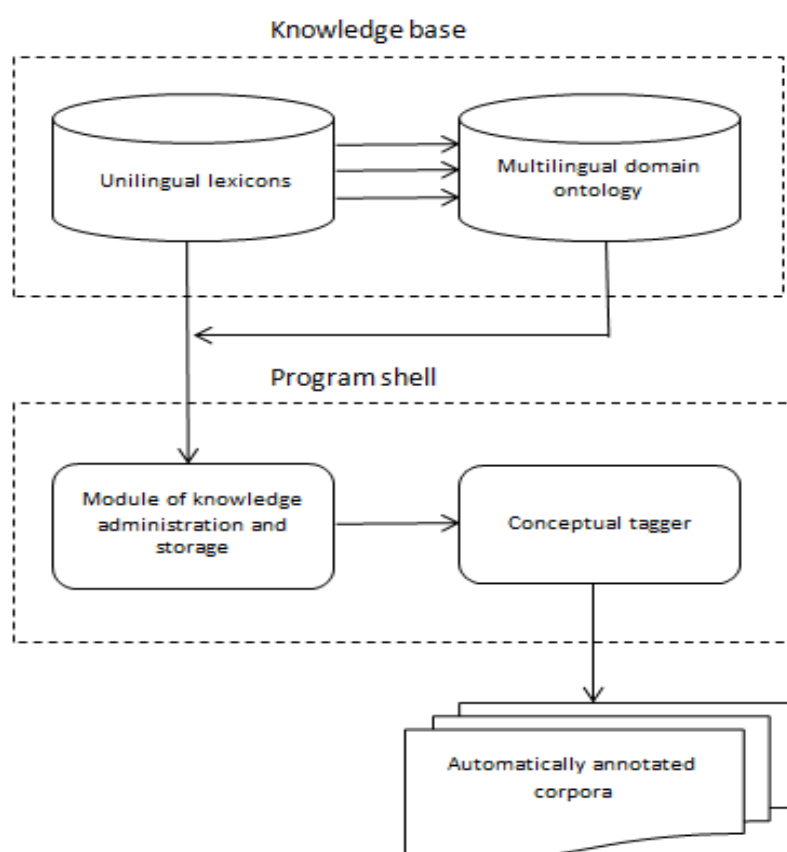 Knowledge base
Unilingual lexicons
Multilingual domain
ontology
Program shell
Module of knowledge
administration and
storage
Conceptual tagger
Automatically annotated
corpora